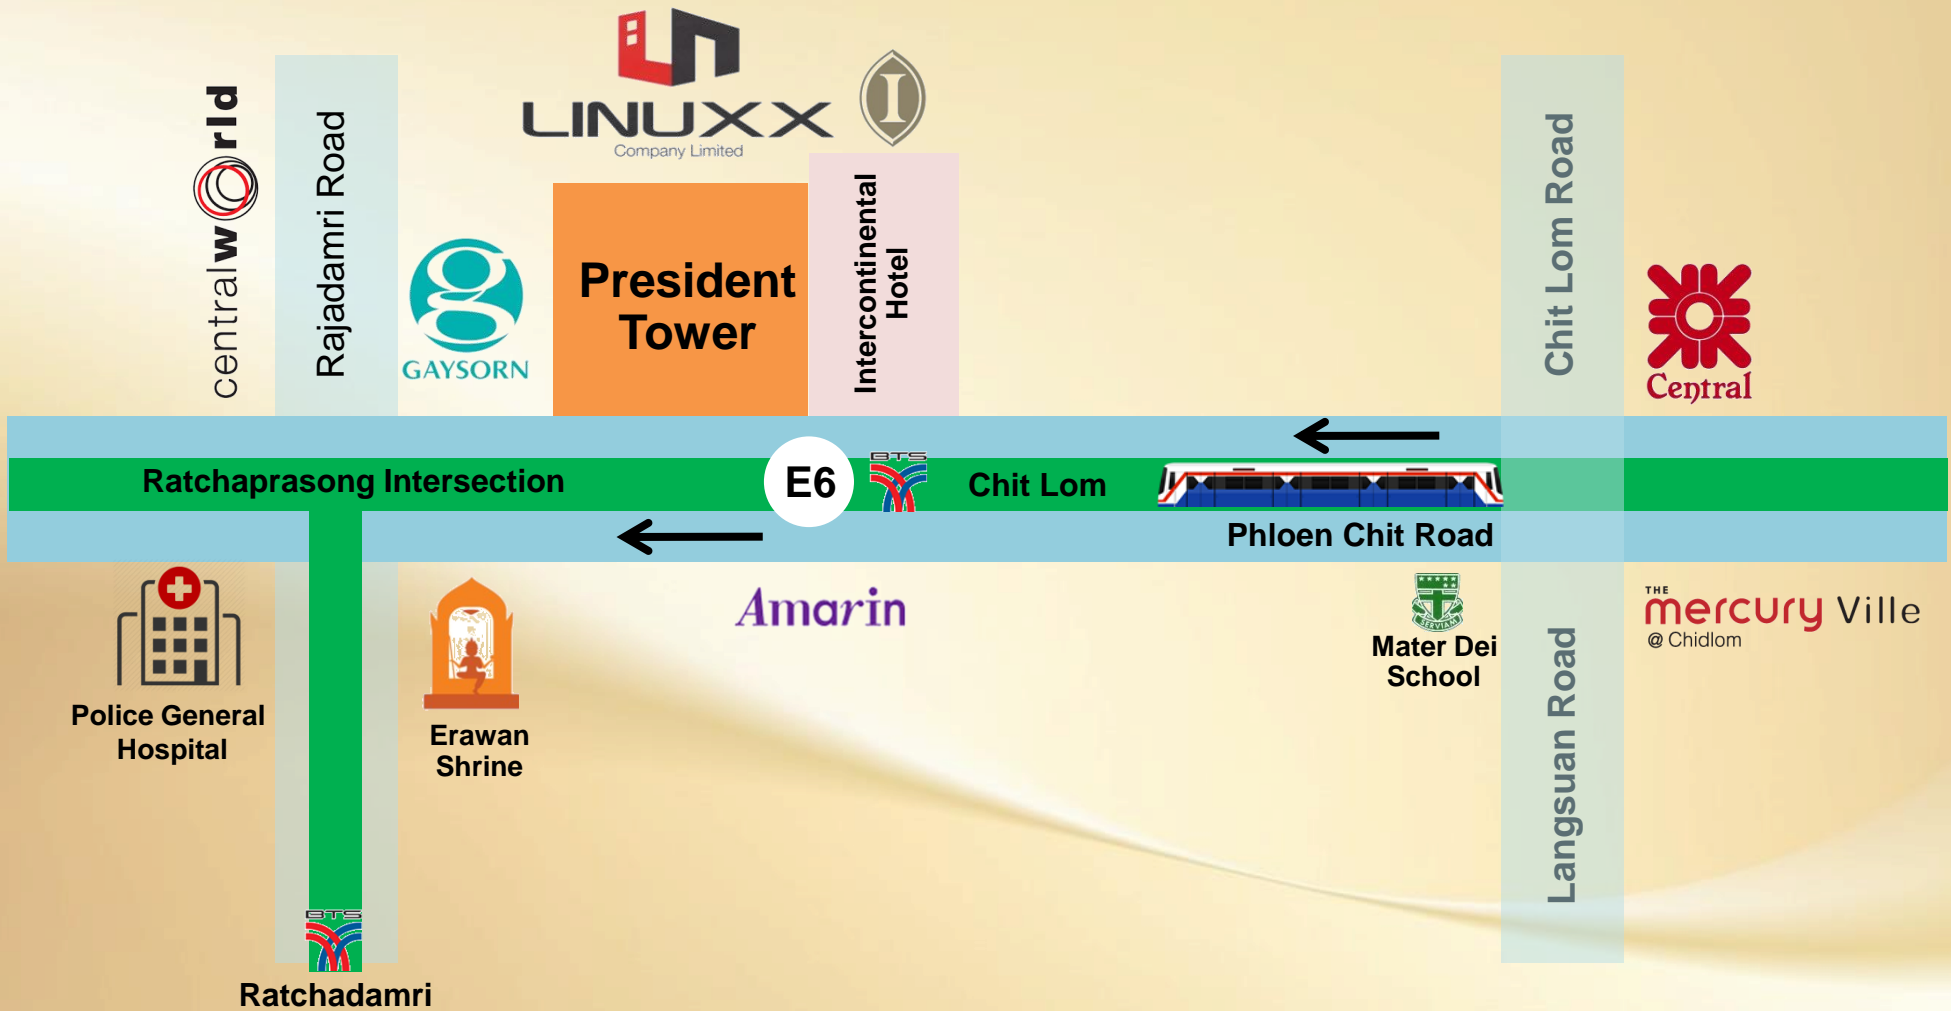 centralworld
Rajadamri Road
LINUXX
Company Limited
I
GAYSORN
President
Tower
Intercontinental
Hotel
Chit Lom Road
Central
Ratchaprasong Intersection
E6
BTS
Chit Lom
Phloen Chit Road
Police General
Hospital
Erawan
Shrine
Amarin
SERVIAM
Mater Dei
School
Langsuan Road
THE
mercury Ville
@ Chidlom
BTS
Ratchadamri